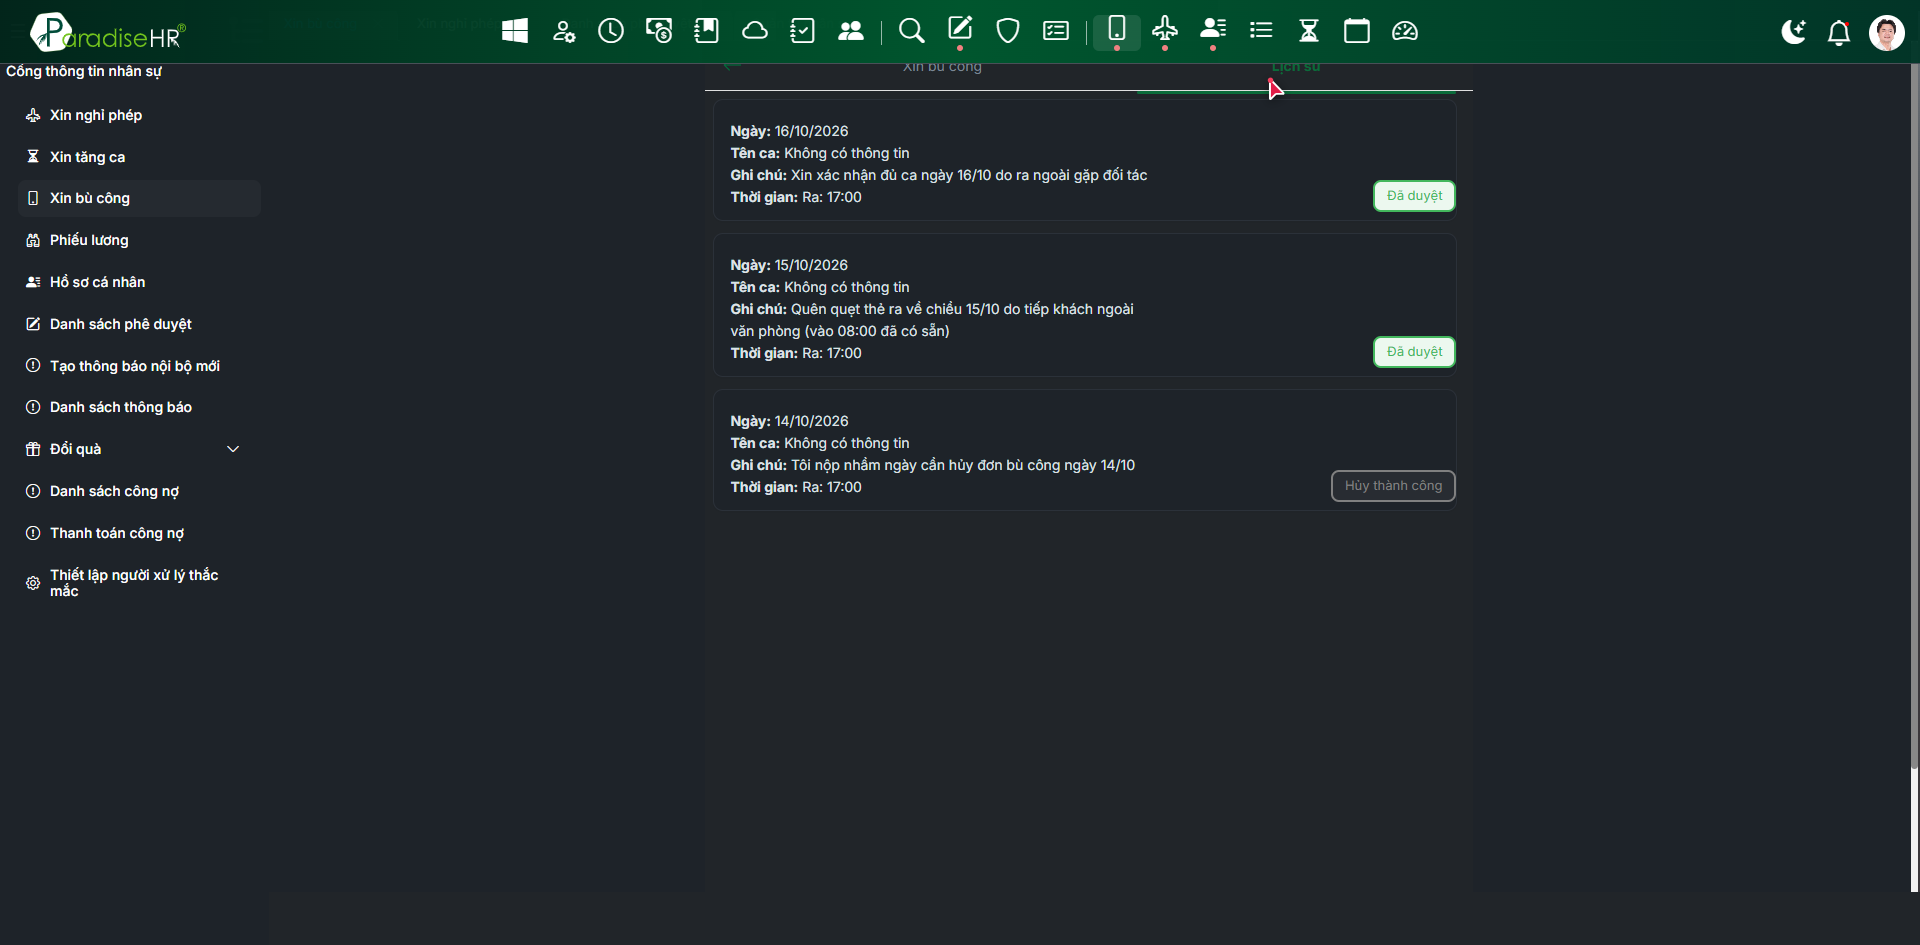 ParadiseHR®
Cổng thông tin nhân sự
Xin nghỉ phép
Xin tăng ca
Xin bù công
Phiếu lương
Hồ sơ cá nhân
Danh sách phê duyệt
Tạo thông báo nội bộ mới
Danh sách thông báo
Đổi quà
Danh sách công nợ
Thanh toán công nợ
Thiết lập người xử lý thắc
mắc
Xin bù công
Lịch sử
Ngày: 16/10/2026
Tên ca: Không có thông tin
Ghi chú: Xin xác nhận đủ ca ngày 16/10 do ra ngoài gặp đối tác
Thời gian: Ra: 17:00
Đã duyệt
Ngày: 15/10/2026
Tên ca: Không có thông tin
Ghi chú: Quên quẹt thẻ ra về chiều 15/10 do tiếp khách ngoài
văn phòng (vào 08:00 đã có sẵn)
Thời gian: Ra: 17:00
Đã duyệt
Ngày: 14/10/2026
Tên ca: Không có thông tin
Ghi chú: Tôi nộp nhầm ngày cần hủy đơn bù công ngày 14/10
Thời gian: Ra: 17:00
Hủy thành công